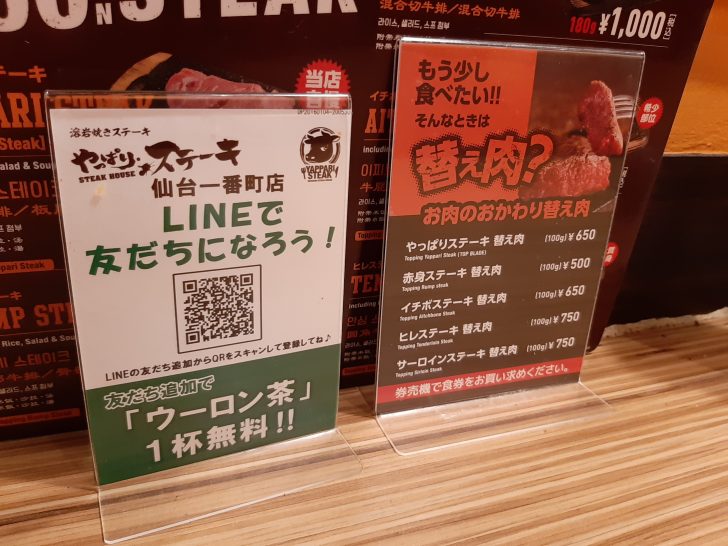 STEAK
混合切牛排/混合切牛排
ライス, サラダ, スープ 첨부
180g ¥1,000 [税込]
希少部位
当店
溶岩焼きステーキ
やっぱりステーキ
STEAK HOUSE
YAPPARI STEAK
仙台一番町店
LINEで
友だちになろう!
LINEの友だち追加からQRをスキャンして登録してね♪
友だち追加で
「ウーロン茶」
1杯無料!!
もう少し
食べたい!!
そんなときは
替え肉?
お肉のおかわり替え肉
やっぱりステーキ 替え肉 (100g) ¥650
Topping Yappari Steak (TOP BLADE)
赤身ステーキ 替え肉 (100g) ¥500
Topping Rump steak
イチボステーキ 替え肉 (100g) ¥650
Topping Aitchbone Steak
ヒレステーキ 替え肉 (100g) ¥750
Topping Tenderloin Steak
サーロインステーキ 替え肉 (100g) ¥750
Topping Sirloin Steak
券売機で食券をお買い求めください。